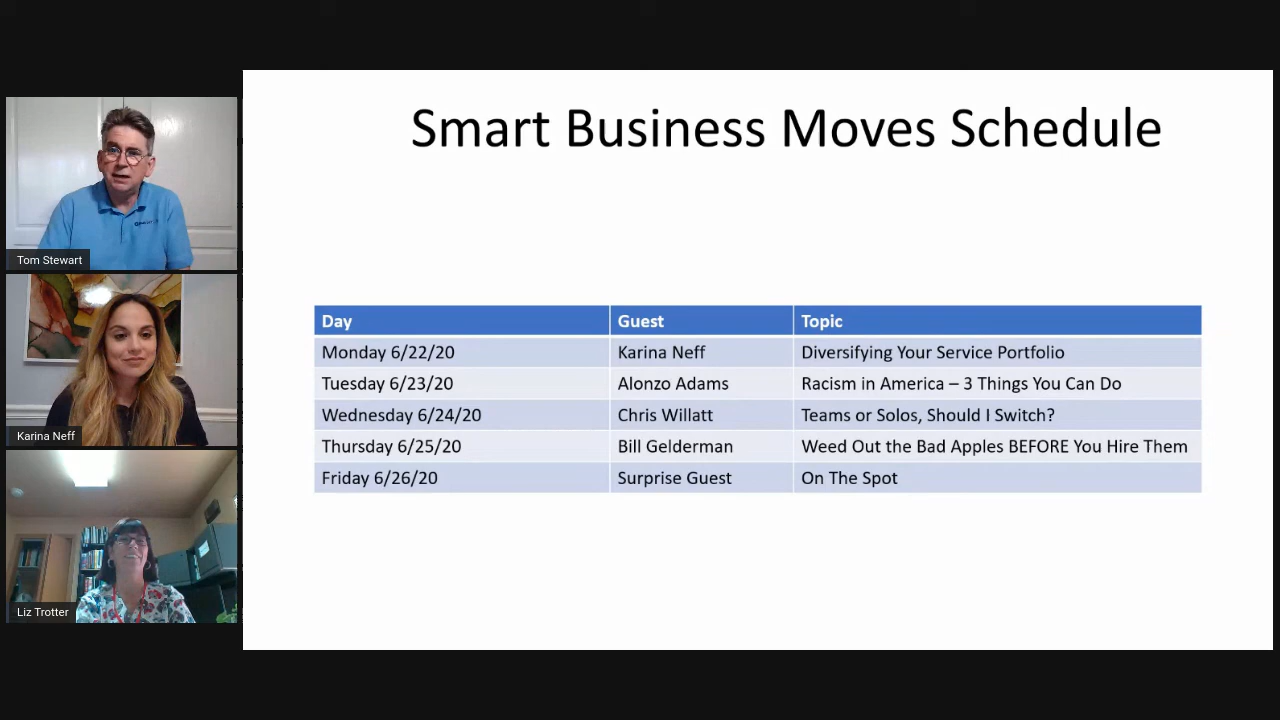 Smart Business Moves Schedule
Day Guest Topic
Monday 6/22/20 Karina Neff Diversifying Your Service Portfolio
Tuesday 6/23/20 Alonzo Adams Racism in America – 3 Things You Can Do
Wednesday 6/24/20 Chris Willatt Teams or Solos, Should I Switch?
Thursday 6/25/20 Bill Gelderman Weed Out the Bad Apples BEFORE You Hire Them
Friday 6/26/20 Surprise Guest On The Spot
Tom Stewart
Karina Neff
Liz Trotter